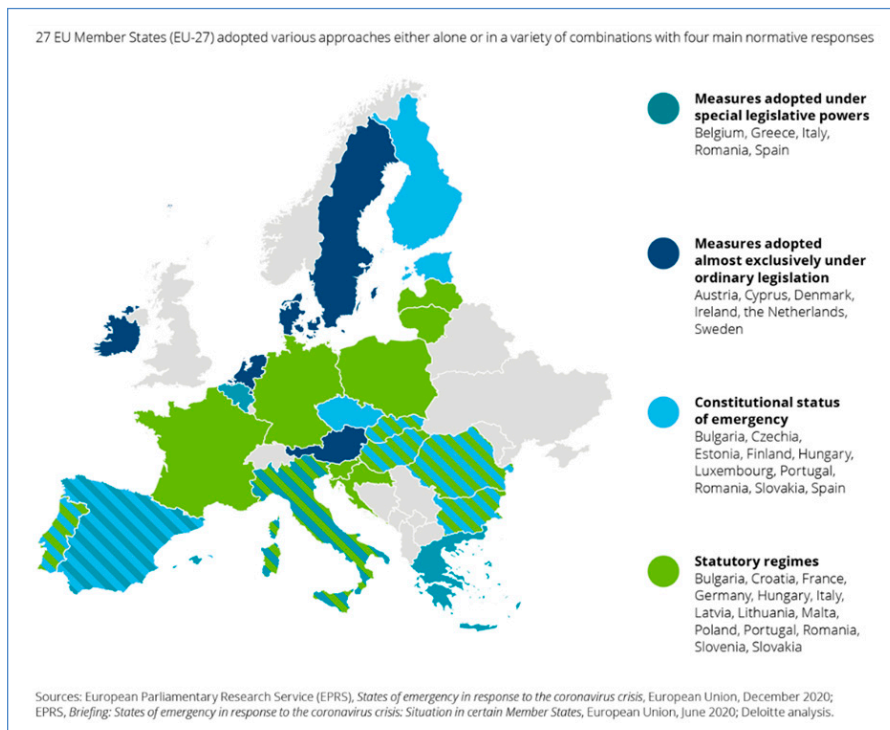 27 EU Member States (EU-27) adopted various approaches either alone or in a variety of combinations with four main normative responses
Measures adopted under
special legislative powers
Belgium, Greece, Italy,
Romania, Spain
Measures adopted
almost exclusively under
ordinary legislation
Austria, Cyprus, Denmark,
Ireland, the Netherlands,
Sweden
Constitutional status
of emergency
Bulgaria, Czechia,
Estonia, Finland, Hungary,
Luxembourg, Portugal,
Romania, Slovakia, Spain
Statutory regimes
Bulgaria, Croatia, France,
Germany, Hungary, Italy,
Latvia, Lithuania, Malta,
Poland, Portugal, Romania,
Slovenia, Slovakia
Sources: European Parliamentary Research Service (EPRS), States of emergency in response to the coronavirus crisis, European Union, December 2020;
EPRS, Briefing: States of emergency in response to the coronavirus crisis: Situation in certain Member States, European Union, June 2020; Deloitte analysis.